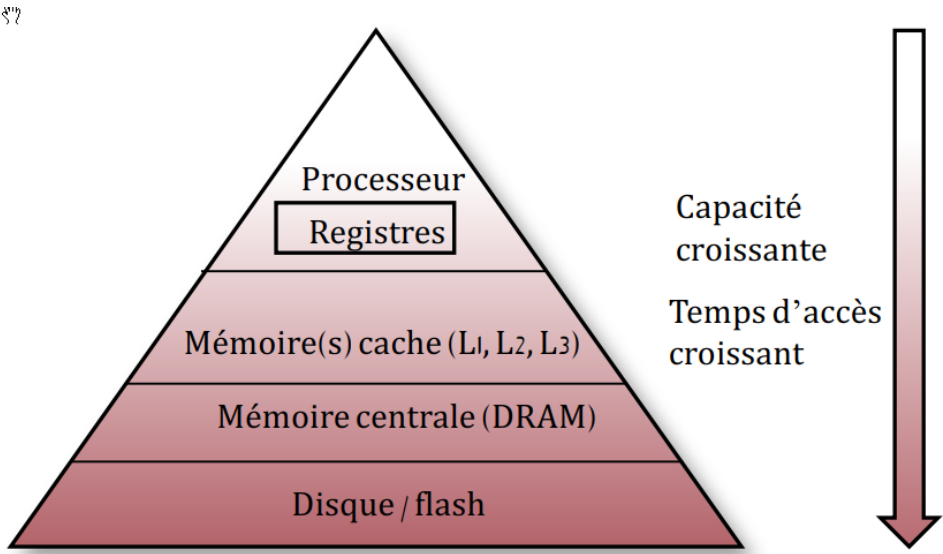 Processeur
Registres
Capacité
croissante
Temps d'accès
croissant
Mémoire(s) cache (L1, L2, L3)
Mémoire centrale (DRAM)
Disque / flash